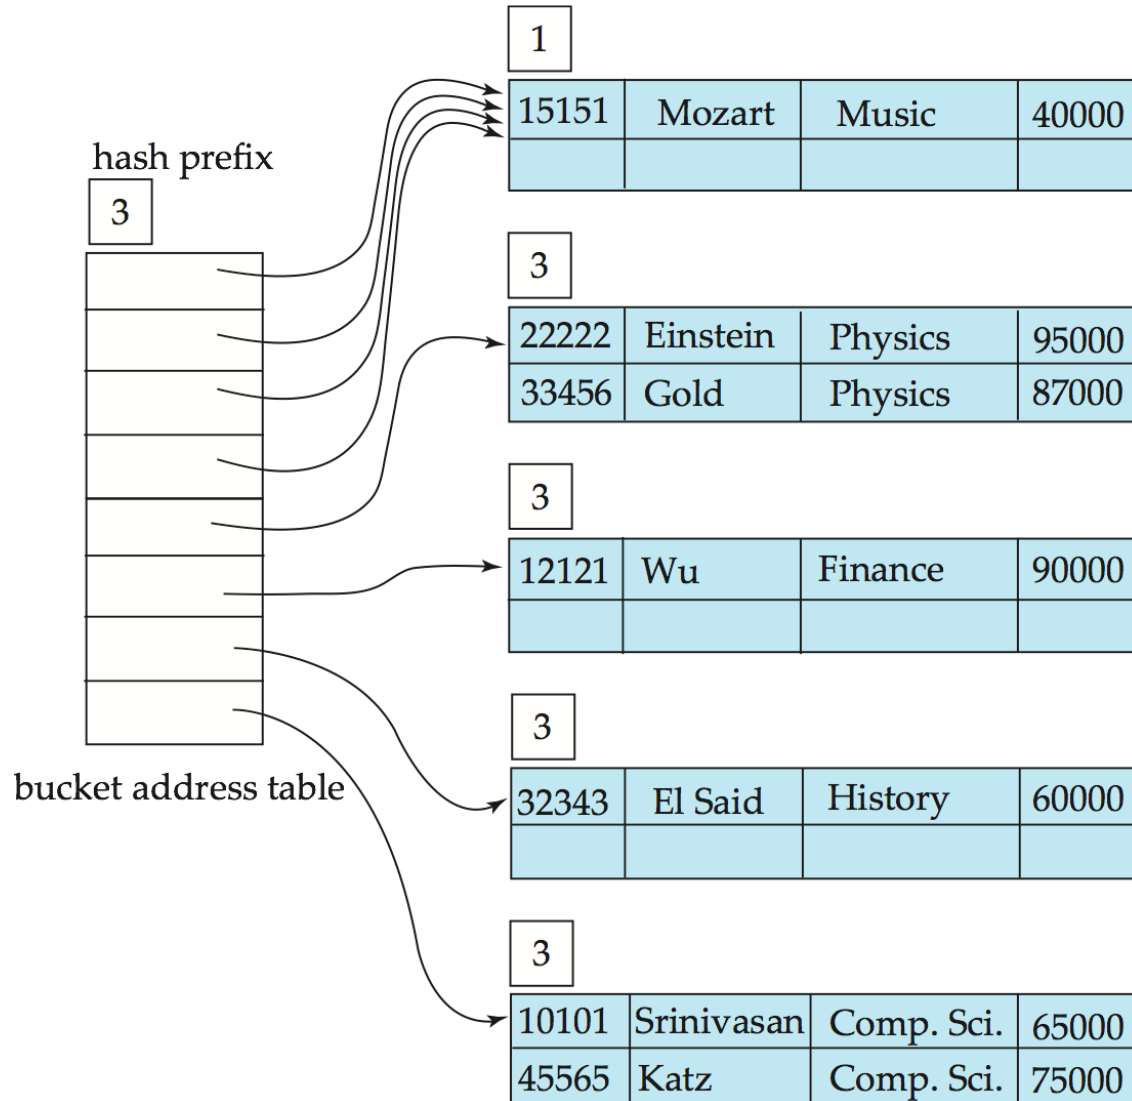 hash prefix
3
bucket address table
1
15151 Mozart Music 40000
3
22222 Einstein Physics 95000
33456 Gold Physics 87000
3
12121 Wu Finance 90000
3
32343 El Said History 60000
3
10101 Srinivasan Comp. Sci. 65000
45565 Katz Comp. Sci. 75000